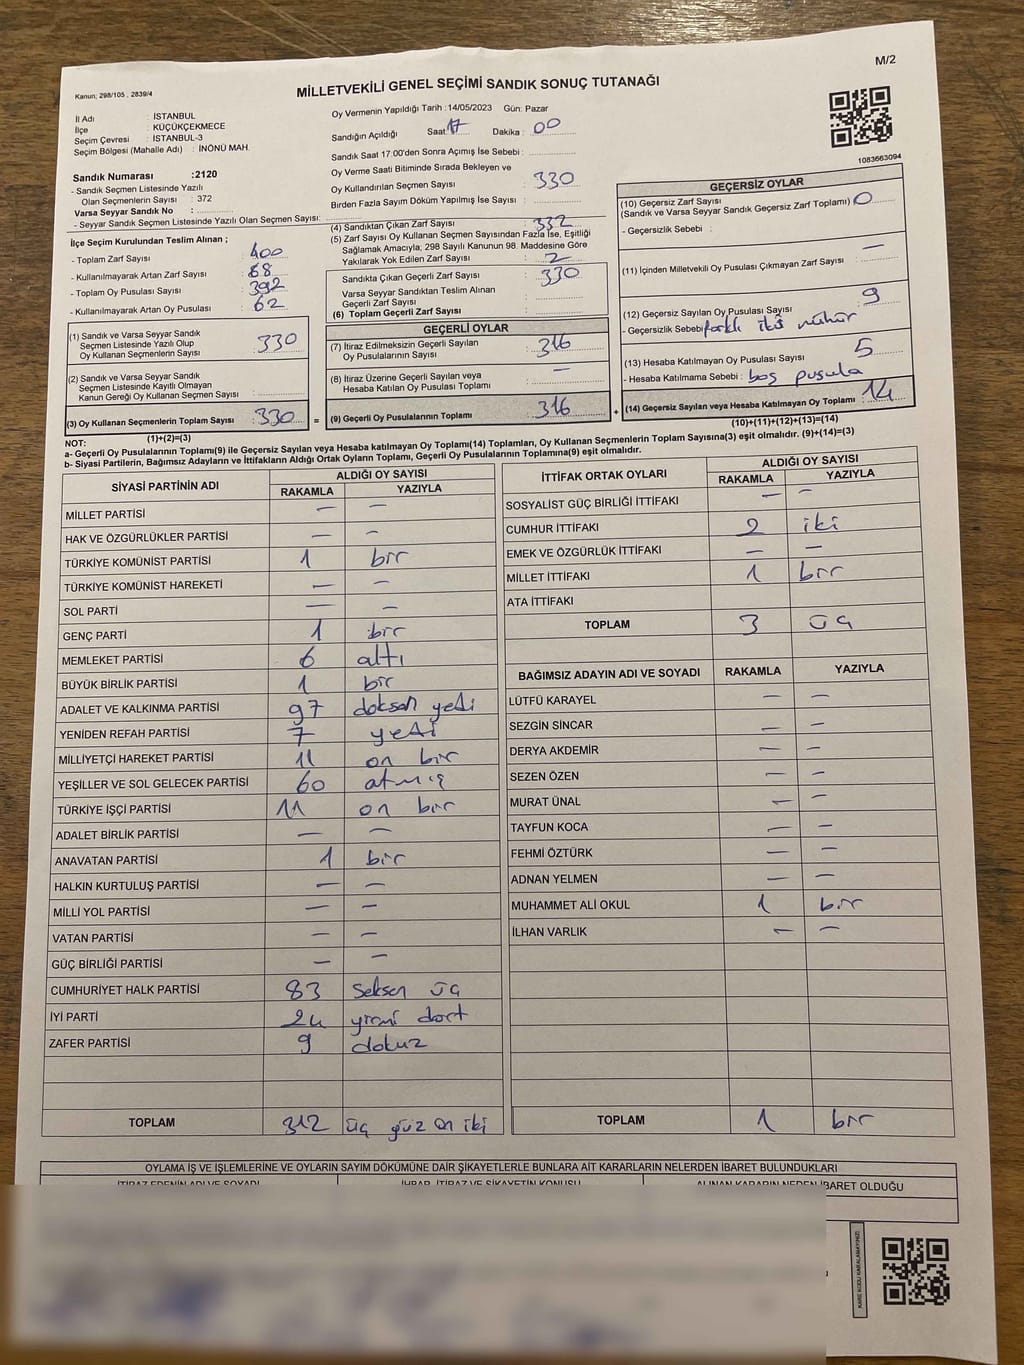 M/2
Kanun; 298/105 , 2839/4
MİLLETVEKİLİ GENEL SEÇİMİ SANDIK SONUÇ TUTANAĞI
İl Adı : İSTANBUL
İlçe : KÜÇÜKÇEKMECE
Seçim Çevresi : İSTANBUL-3
Seçim Bölgesi (Mahalle Adı) : İNÖNÜ MAH.
Sandık Numarası :2120
- Sandık Seçmen Listesinde Yazılı
Olan Seçmenlerin Sayısı : 372
Varsa Seyyar Sandık No :
- Seyyar Sandık Seçmen Listesinde Yazılı Olan Seçmen Sayısı:
Oy Vermenin Yapıldığı Tarih : 14/05/2023 Gün: Pazar
Sandığın Açıldığı Saat 17 Dakika : 00
Sandık Saat 17.00'den Sonra Açımış İse Sebebi :
Oy Verme Saati Bitiminde Sırada Bekleyen ve
Oy Kullandırılan Seçmen Sayısı : 330
Birden Fazla Sayım Döküm Yapılmış İse Sayısı :
1083663094
İlçe Seçim Kurulundan Teslim Alınan ;
- Toplam Zarf Sayısı : 400
- Kullanılmayarak Artan Zarf Sayısı : 68
- Toplam Oy Pusulası Sayısı : 392
- Kullanılmayarak Artan Oy Pusulası : 62
(1) Sandık ve Varsa Seyyar Sandık
Seçmen Listesinde Yazılı Olup
Oy Kullanan Seçmenlerin Sayısı : 330
(2) Sandık ve Varsa Seyyar Sandık
Seçmen Listesinde Kayıtlı Olmayan
Kanun Gereği Oy Kullanan Seçmen Sayısı :
(3) Oy Kullanan Seçmenlerin Toplam Sayısı : 330 =
(1)+(2)=(3)
(4) Sandıktan Çıkan Zarf Sayısı : 332
(5) Zarf Sayısı Oy Kullanan Seçmen Sayısından Fazla İse, Eşitliği
Sağlamak Amacıyla; 298 Sayılı Kanunun 98. Maddesine Göre
Yakılarak Yok Edilen Zarf Sayısı : 2
Sandıkta Çıkan Geçerli Zarf Sayısı : 330
Varsa Seyyar Sandıktan Teslim Alınan
Geçerli Zarf Sayısı :
(6) Toplam Geçerli Zarf Sayısı :
GEÇERLİ OYLAR
(7) İtiraz Edilmeksizin Geçerli Sayılan
Oy Pusulalarının Sayısı : 316
(8) İtiraz Üzerine Geçerli Sayılan veya
Hesaba Katılan Oy Pusulası Toplamı : —
(9) Geçerli Oy Pusulalarının Toplamı : 316 +
GEÇERSİZ OYLAR
(10) Geçersiz Zarf Sayısı
(Sandık ve Varsa Seyyar Sandık Geçersiz Zarf Toplamı) : 0
- Geçersizlik Sebebi :
(11) İçinden Milletvekili Oy Pusulası Çıkmayan Zarf Sayısı : —
(12) Geçersiz Sayılan Oy Pusulası Sayısı : 9
- Geçersizlik Sebebi farklı iki mühür
(13) Hesaba Katılmayan Oy Pusulası Sayısı : 5
- Hesaba Katılmama Sebebi : boş pusula
(14) Geçersiz Sayılan veya Hesaba Katılmayan Oy Toplamı : 14
(10)+(11)+(12)+(13)=(14)
NOT:
a- Geçerli Oy Pusulalarının Toplamı(9) ile Geçersiz Sayılan veya Hesaba katılmayan Oy Toplamı(14) Toplamları, Oy Kullanan Seçmenlerin Toplam Sayısına(3) eşit olmalıdır. (9)+(14)=(3)
b- Siyasi Partilerin, Bağımsız Adayların ve İttifakların Aldığı Ortak Oyların Toplamı, Geçerli Oy Pusulalarının Toplamına(9) eşit olmalıdır.
SİYASİ PARTİNİN ADI ALDIĞI OY SAYISI
RAKAMLA YAZIYLA
MİLLET PARTİSİ — —
HAK VE ÖZGÜRLÜKLER PARTİSİ — —
TÜRKİYE KOMÜNİST PARTİSİ 1 bir
TÜRKİYE KOMÜNİST HAREKETİ — —
SOL PARTİ — —
GENÇ PARTİ 1 bir
MEMLEKET PARTİSİ 6 altı
BÜYÜK BİRLİK PARTİSİ 1 bir
ADALET VE KALKINMA PARTİSİ 97 doksan yedi
YENİDEN REFAH PARTİSİ 7 yedi
MİLLİYETÇİ HAREKET PARTİSİ 11 on bir
YEŞİLLER VE SOL GELECEK PARTİSİ 60 atmış
TÜRKİYE İŞÇİ PARTİSİ 11 on bir
ADALET BİRLİK PARTİSİ — —
ANAVATAN PARTİSİ 1 bir
HALKIN KURTULUŞ PARTİSİ — —
MİLLİ YOL PARTİSİ — —
VATAN PARTİSİ — —
GÜÇ BİRLİĞİ PARTİSİ — —
CUMHURİYET HALK PARTİSİ 83 seksen üç
İYİ PARTİ 24 yirmi dört
ZAFER PARTİSİ 9 dokuz
TOPLAM 312 üç yüz on iki
İTTİFAK ORTAK OYLARI ALDIĞI OY SAYISI
RAKAMLA YAZIYLA
SOSYALİST GÜÇ BİRLİĞİ İTTİFAKI — —
CUMHUR İTTİFAKI 2 iki
EMEK VE ÖZGÜRLÜK İTTİFAKI — —
MİLLET İTTİFAKI 1 bir
ATA İTTİFAKI
TOPLAM 3 üç
BAĞIMSIZ ADAYIN ADI VE SOYADI RAKAMLA YAZIYLA
LÜTFÜ KARAYEL — —
SEZGİN SİNCAR — —
DERYA AKDEMİR — —
SEZEN ÖZEN — —
MURAT ÜNAL — —
TAYFUN KOCA — —
FEHMİ ÖZTÜRK — —
ADNAN YELMEN — —
MUHAMMET ALİ OKUL 1 bir
İLHAN VARLIK — —
TOPLAM 1 bir
OYLAMA İŞ VE İŞLEMLERİNE VE OYLARIN SAYIM DÖKÜMÜNE DAİR ŞİKAYETLERLE BUNLARA AİT KARARLARIN NELERDEN İBARET BULUNDUKLARI
İTİRAZ EDENİN ADI VE SOYADI İHBAR, İTİRAZ VE ŞİKAYETİN KONUSU ALINAN KARARIN NEDEN İBARET OLDUĞU